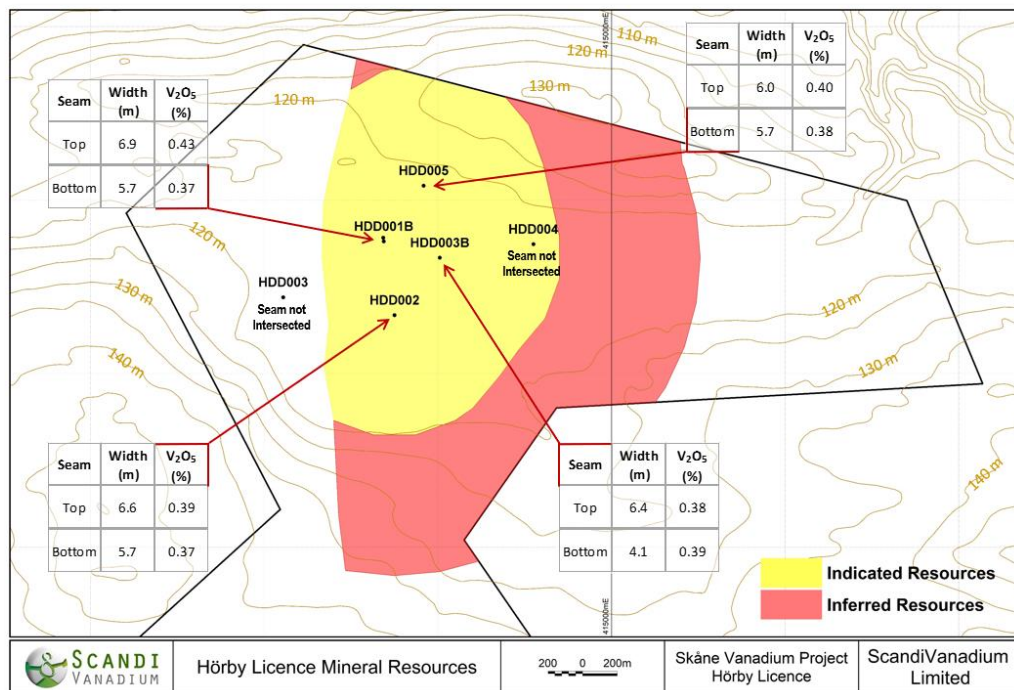 415000mE
110 m
120 m
130 m
120 m
120 m
130 m
140 m
120 m
130 m
140 m
Seam Width (m) V₂O₅ (%)
Top 6.9 0.43
Bottom 5.7 0.37
Seam Width (m) V₂O₅ (%)
Top 6.0 0.40
Bottom 5.7 0.38
HDD005
HDD001B
HDD003B
HDD004
Seam not
Intersected
HDD003
Seam not
Intersected
HDD002
Seam Width (m) V₂O₅ (%)
Top 6.6 0.39
Bottom 5.7 0.37
Seam Width (m) V₂O₅ (%)
Top 6.4 0.38
Bottom 4.1 0.39
Indicated Resources
Inferred Resources
415000mE
SCANDI
VANADIUM
Hörby Licence Mineral Resources
200 0 200m
Skåne Vanadium Project
Hörby Licence
ScandiVanadium
Limited